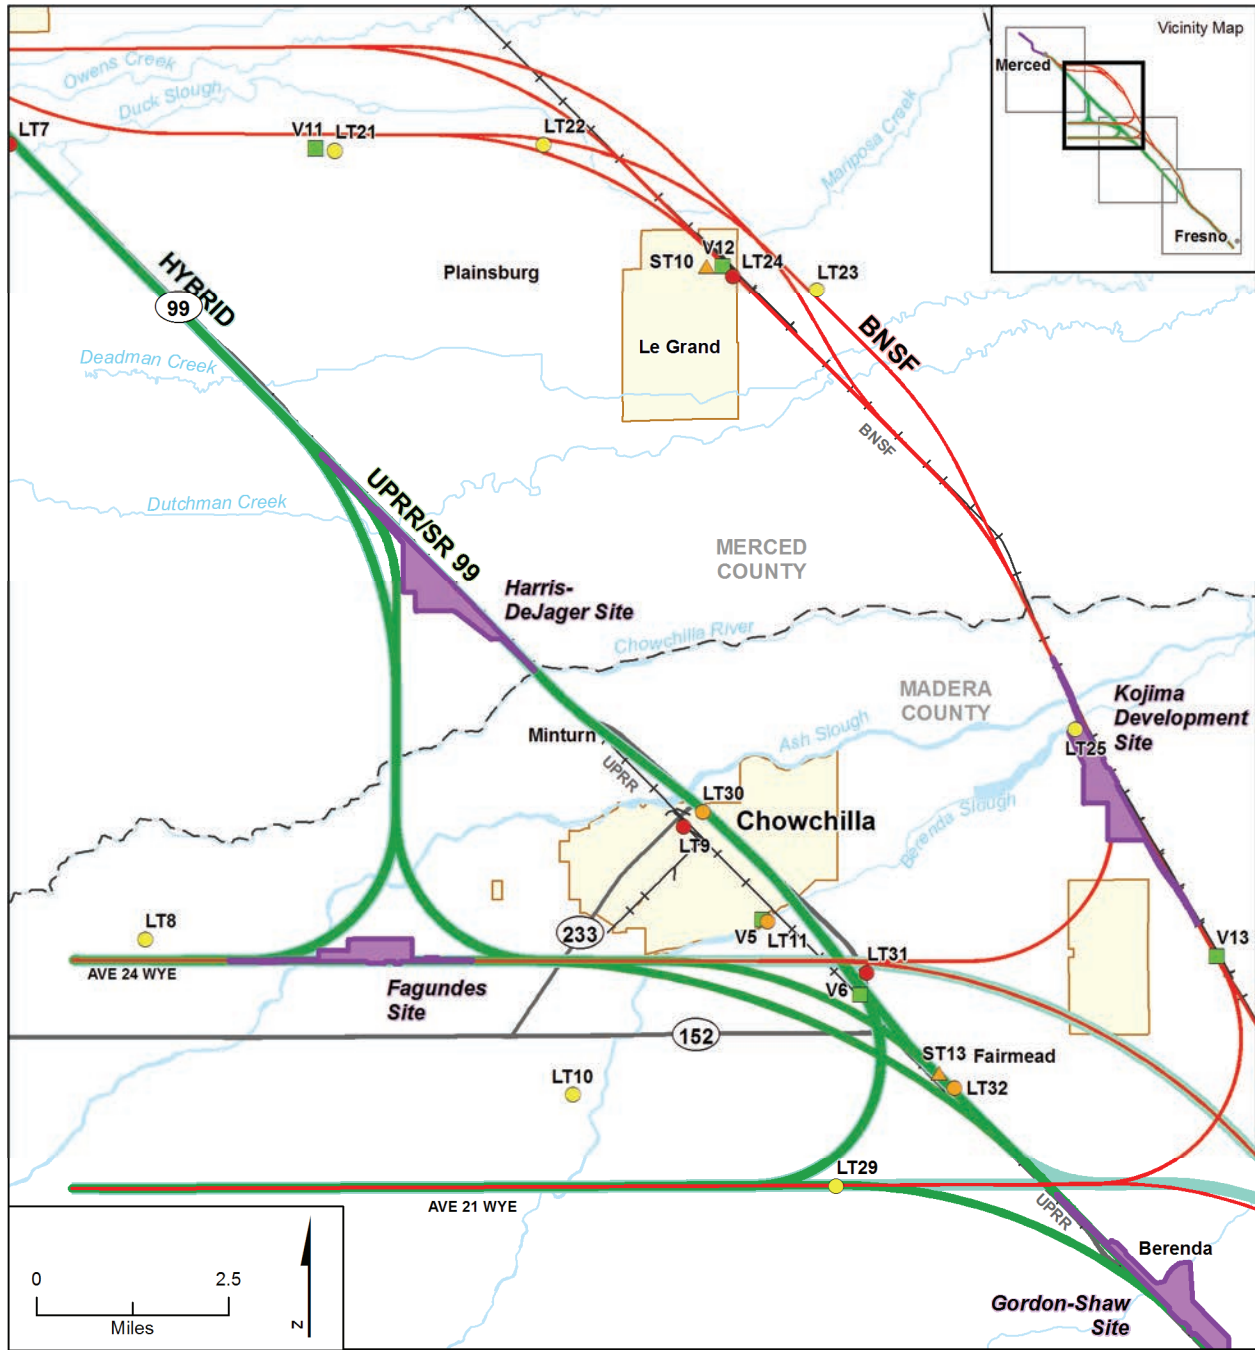 Vicinity Map
Merced
Fresno
Owens Creek
Duck Slough
Mariposa Creek
LT7
V11
LT21
LT22
HYBRID
99
Plainsburg
ST10
V12
LT24
LT23
Le Grand
BNSF
BNSF
Deadman Creek
Dutchman Creek
UPRR/SR 99
MERCED
COUNTY
Harris-
DeJager Site
Chowchilla River
MADERA
COUNTY
Kojima
Development
Site
Minturn
UPRR
Ash Slough
LT25
LT30
Chowchilla
LT9
Berenda Slough
LT8
233
V5
LT11
V13
LT31
AVE 24 WYE
Fagundes
Site
V6
152
ST13
Fairmead
LT32
LT10
LT29
AVE 21 WYE
UPRR
Berenda
Gordon-Shaw
Site
0
2.5
Miles
N